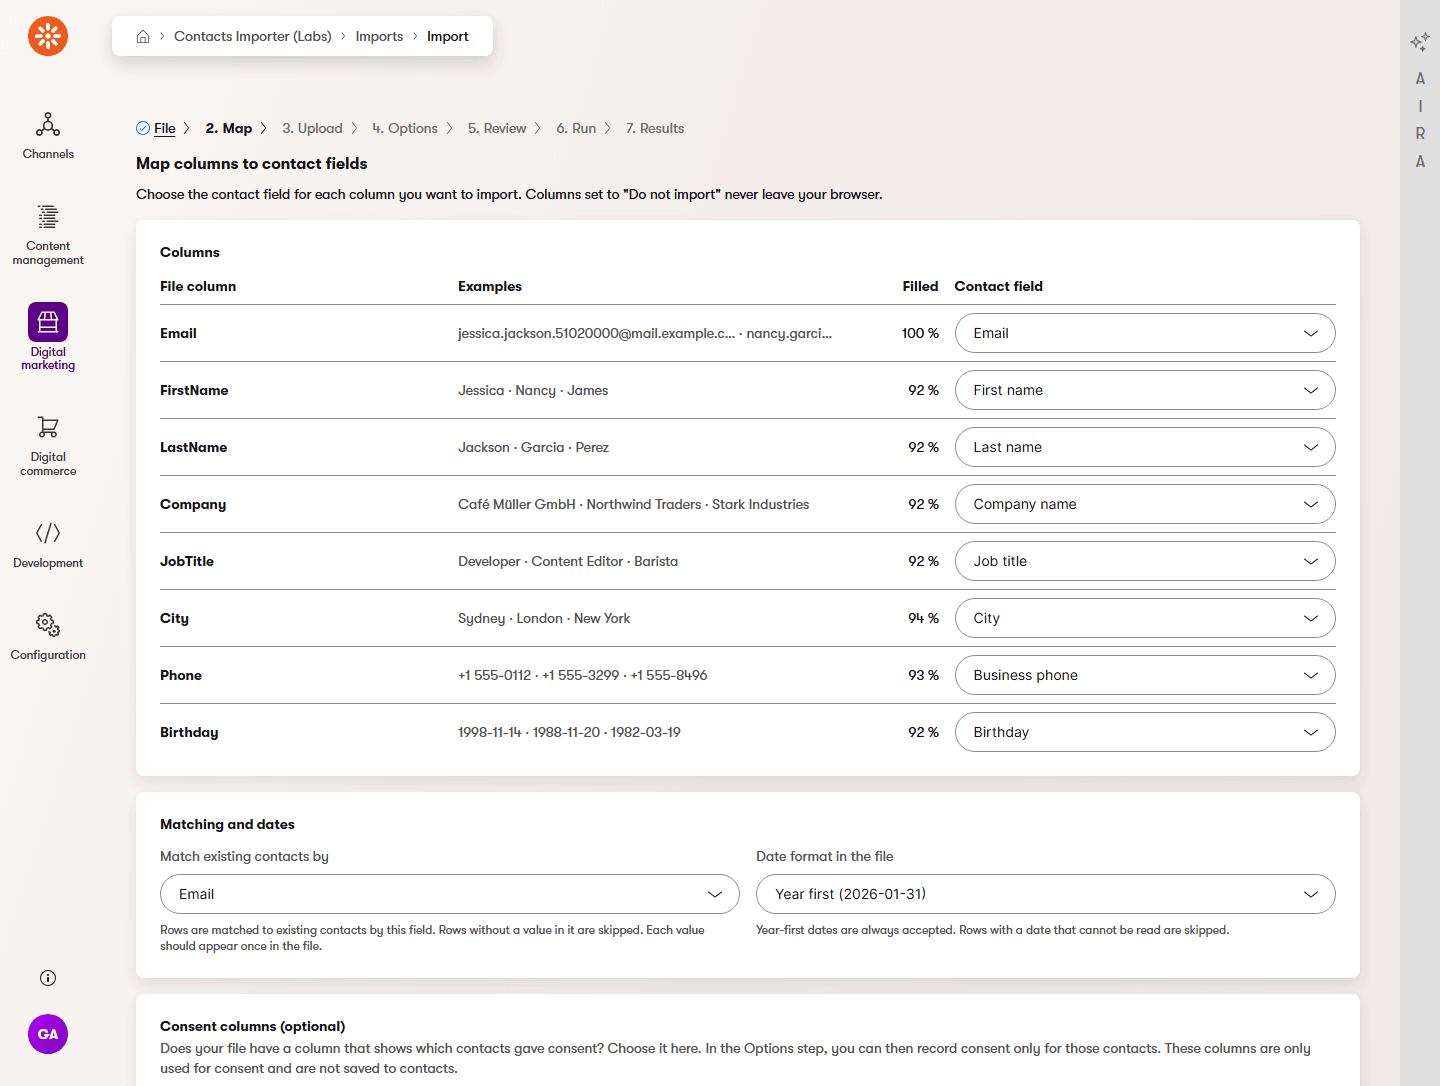 Contacts Importer (Labs) > Imports > Import
A
I
R
A
Channels
Content
management
Digital
marketing
Digital
commerce
Development
Configuration
GA
File > 2. Map > 3. Upload > 4. Options > 5. Review > 6. Run > 7. Results
Map columns to contact fields
Choose the contact field for each column you want to import. Columns set to "Do not import" never leave your browser.
Columns
File column Examples Filled Contact field
Email jessica.jackson.51020000@mail.example.c... · nancy.garci... 100 % Email
FirstName Jessica · Nancy · James 92 % First name
LastName Jackson · Garcia · Perez 92 % Last name
Company Café Müller GmbH · Northwind Traders · Stark Industries 92 % Company name
JobTitle Developer · Content Editor · Barista 92 % Job title
City Sydney · London · New York 94 % City
Phone +1 555-0112 · +1 555-3299 · +1 555-8496 93 % Business phone
Birthday 1998-11-14 · 1988-11-20 · 1982-03-19 92 % Birthday
Matching and dates
Match existing contacts by
Email
Rows are matched to existing contacts by this field. Rows without a value in it are skipped. Each value
should appear once in the file.
Date format in the file
Year first (2026-01-31)
Year-first dates are always accepted. Rows with a date that cannot be read are skipped.
Consent columns (optional)
Does your file have a column that shows which contacts gave consent? Choose it here. In the Options step, you can then record consent only for those contacts. These columns are only
used for consent and are not saved to contacts.